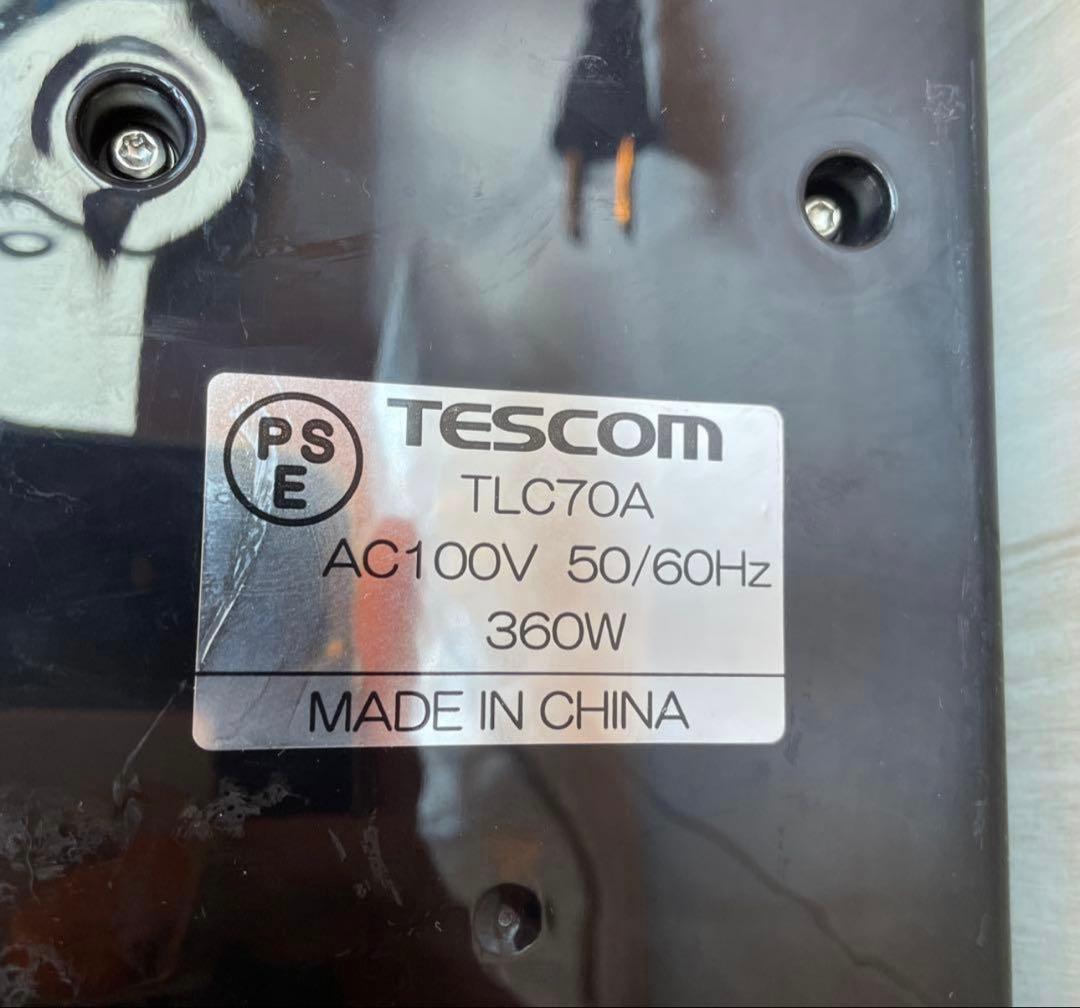 PS
E
TESCOM
TLC70A
AC100V 50/60Hz
360W
MADE IN CHINA